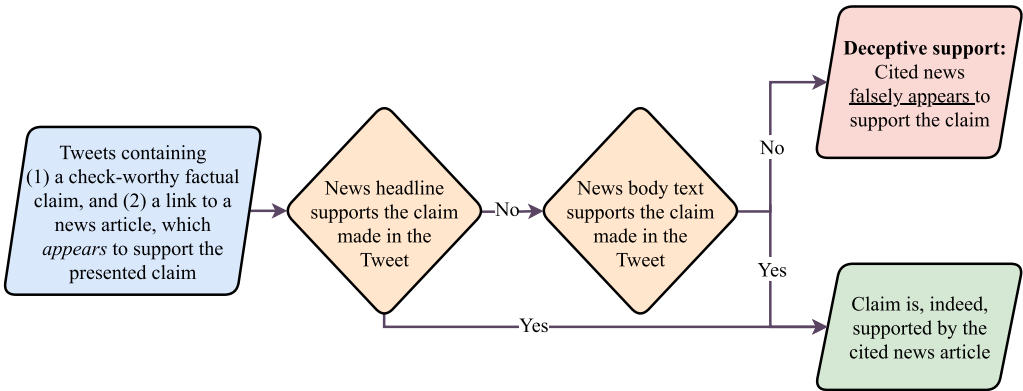 Tweets containing
(1) a check-worthy factual
claim, and (2) a link to a
news article, which
appears to support the
presented claim
News headline
supports the claim
made in the
Tweet
No
News body text
supports the claim
made in the
Tweet
No
Yes
Yes
Deceptive support:
Cited news
falsely appears to
support the claim
Claim is, indeed,
supported by the
cited news article